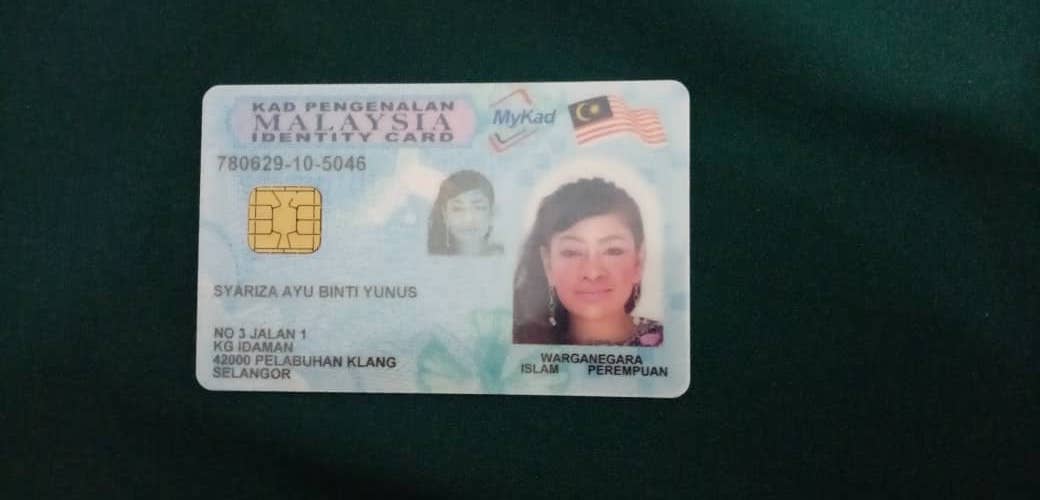 KAD PENGENALAN
MALAYSIA
IDENTITY CARD
MyKad
780629-10-5046
SYARIZA AYU BINTI YUNUS
NO 3 JALAN 1
KG IDAMAN
42000 PELABUHAN KLANG
SELANGOR
WARGANEGARA
ISLAM PEREMPUAN